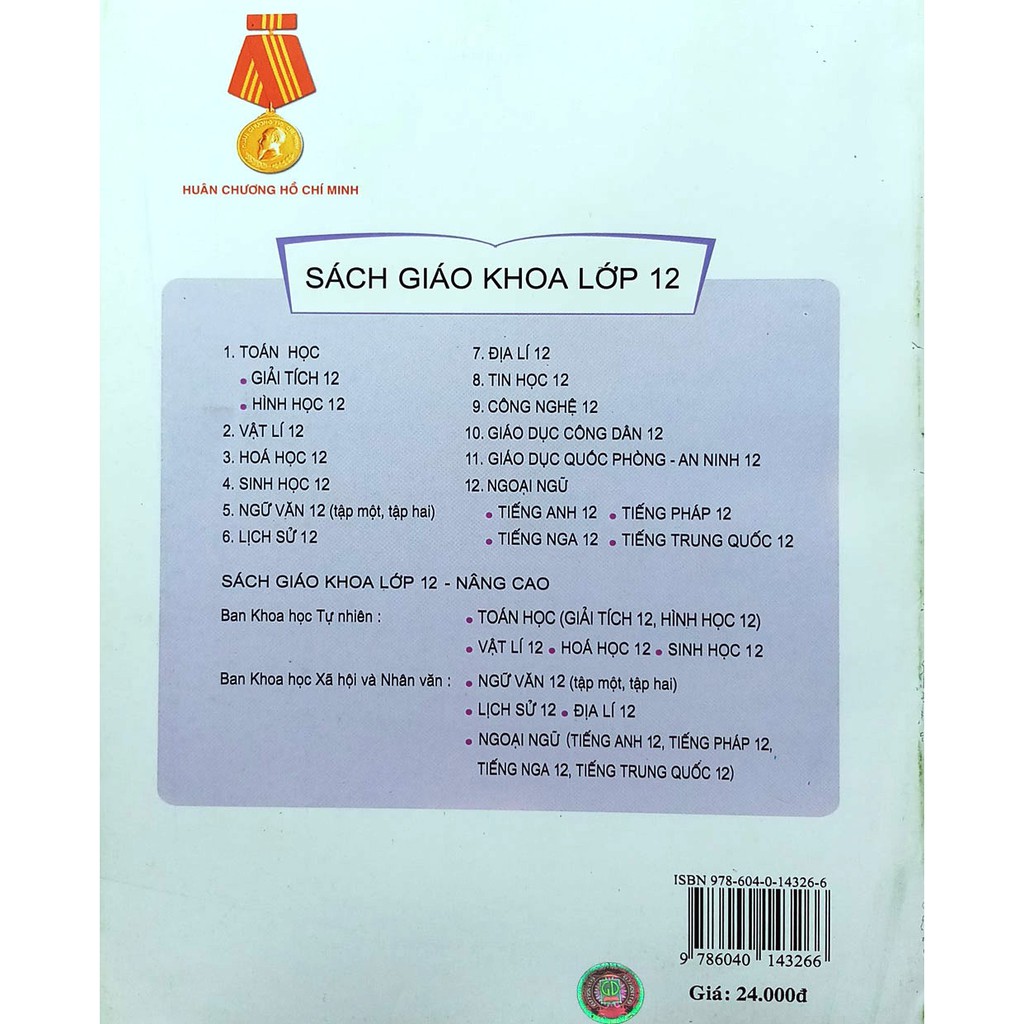 HUÂN CHƯƠNG HỒ CHÍ MINH
SÁCH GIÁO KHOA LỚP 12
1. TOÁN HỌC
• GIẢI TÍCH 12
• HÌNH HỌC 12
2. VẬT LÍ 12
3. HOÁ HỌC 12
4. SINH HỌC 12
5. NGỮ VĂN 12 (tập một, tập hai)
6. LỊCH SỬ 12
7. ĐỊA LÍ 12
8. TIN HỌC 12
9. CÔNG NGHỆ 12
10. GIÁO DỤC CÔNG DÂN 12
11. GIÁO DỤC QUỐC PHÒNG - AN NINH 12
12. NGOẠI NGỮ
• TIẾNG ANH 12 • TIẾNG PHÁP 12
• TIẾNG NGA 12 • TIẾNG TRUNG QUỐC 12
SÁCH GIÁO KHOA LỚP 12 - NÂNG CAO
Ban Khoa học Tự nhiên : • TOÁN HỌC (GIẢI TÍCH 12, HÌNH HỌC 12)
• VẬT LÍ 12 • HOÁ HỌC 12 • SINH HỌC 12
Ban Khoa học Xã hội và Nhân văn : • NGỮ VĂN 12 (tập một, tập hai)
• LỊCH SỬ 12 • ĐỊA LÍ 12
• NGOẠI NGỮ (TIẾNG ANH 12, TIẾNG PHÁP 12,
TIẾNG NGA 12, TIẾNG TRUNG QUỐC 12)
ISBN 978-604-0-14326-6
9 786040 143266
GD
Giá: 24.000đ